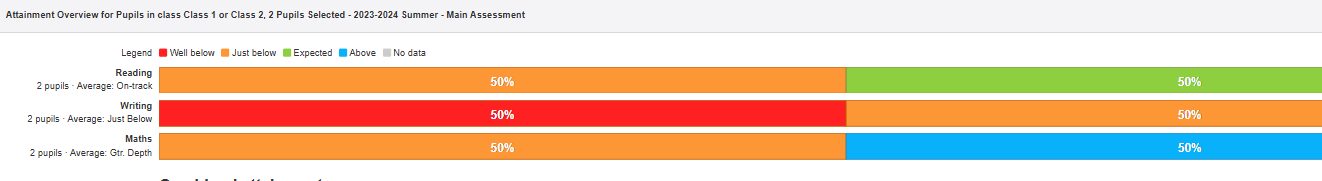 Attainment Overview for Pupils in class Class 1 or Class 2, 2 Pupils Selected - 2023-2024 Summer - Main Assessment
Legend Well below Just below Expected Above No data
Reading
2 pupils · Average: On-track
50% 50%
Writing
2 pupils · Average: Just Below
50% 50%
Maths
2 pupils · Average: Gtr. Depth
50% 50%